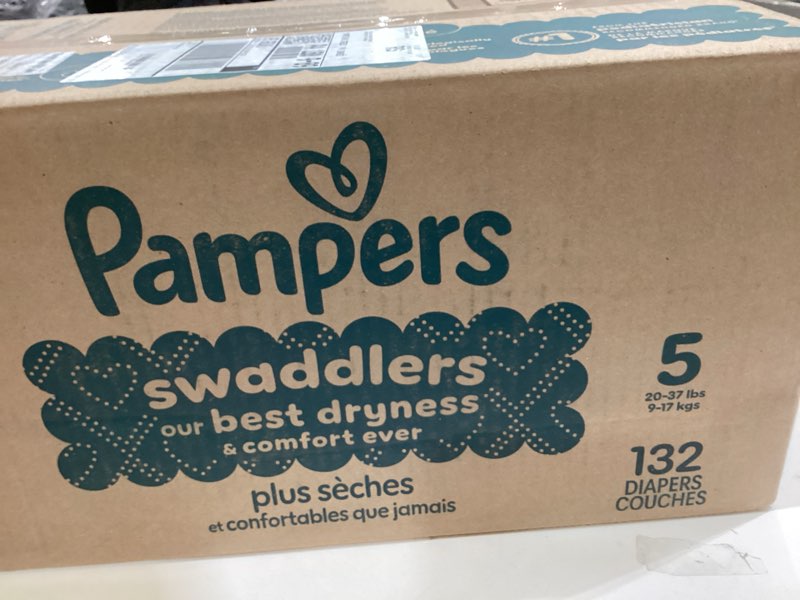 Pampers
swaddlers
our best dryness
& comfort ever
plus sèches
et confortables que jamais
5
20-37 lbs
9-17 kgs
132
DIAPERS
COUCHES